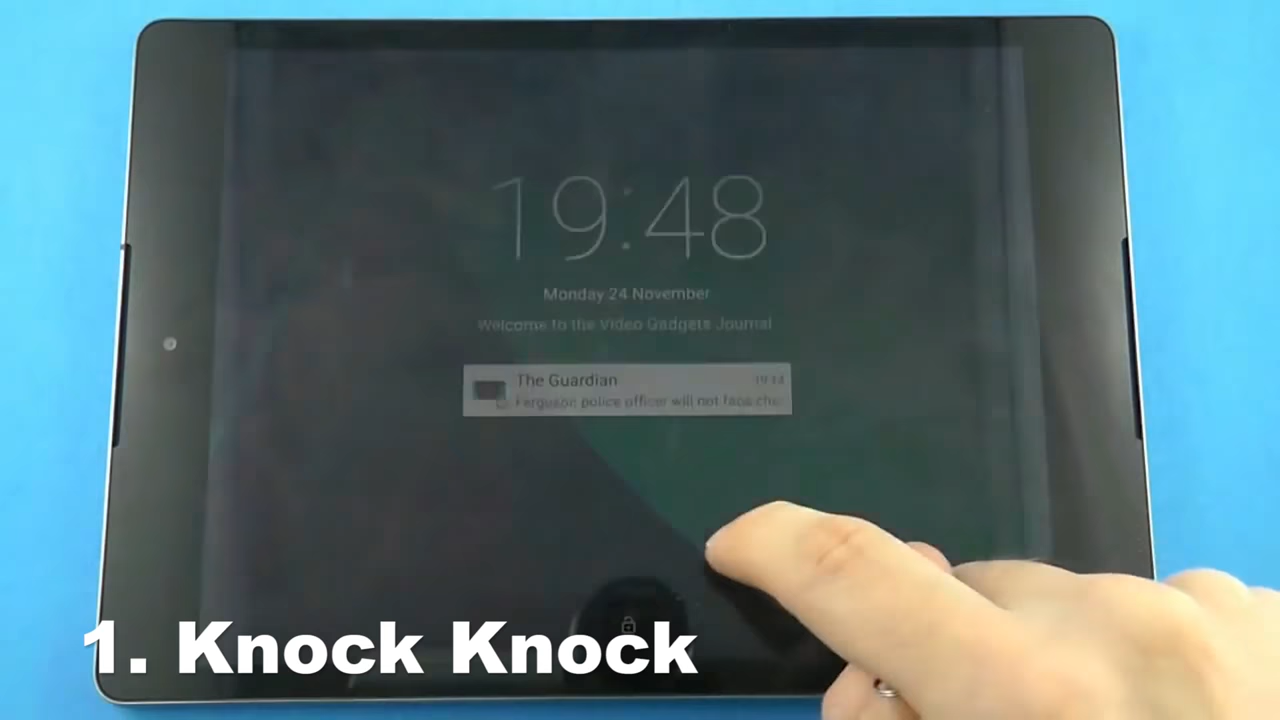 19:48
Monday 24 November
Welcome to the Video Gadgets Journal
The Guardian
Ferguson police officer will not face cha
1. Knock Knock